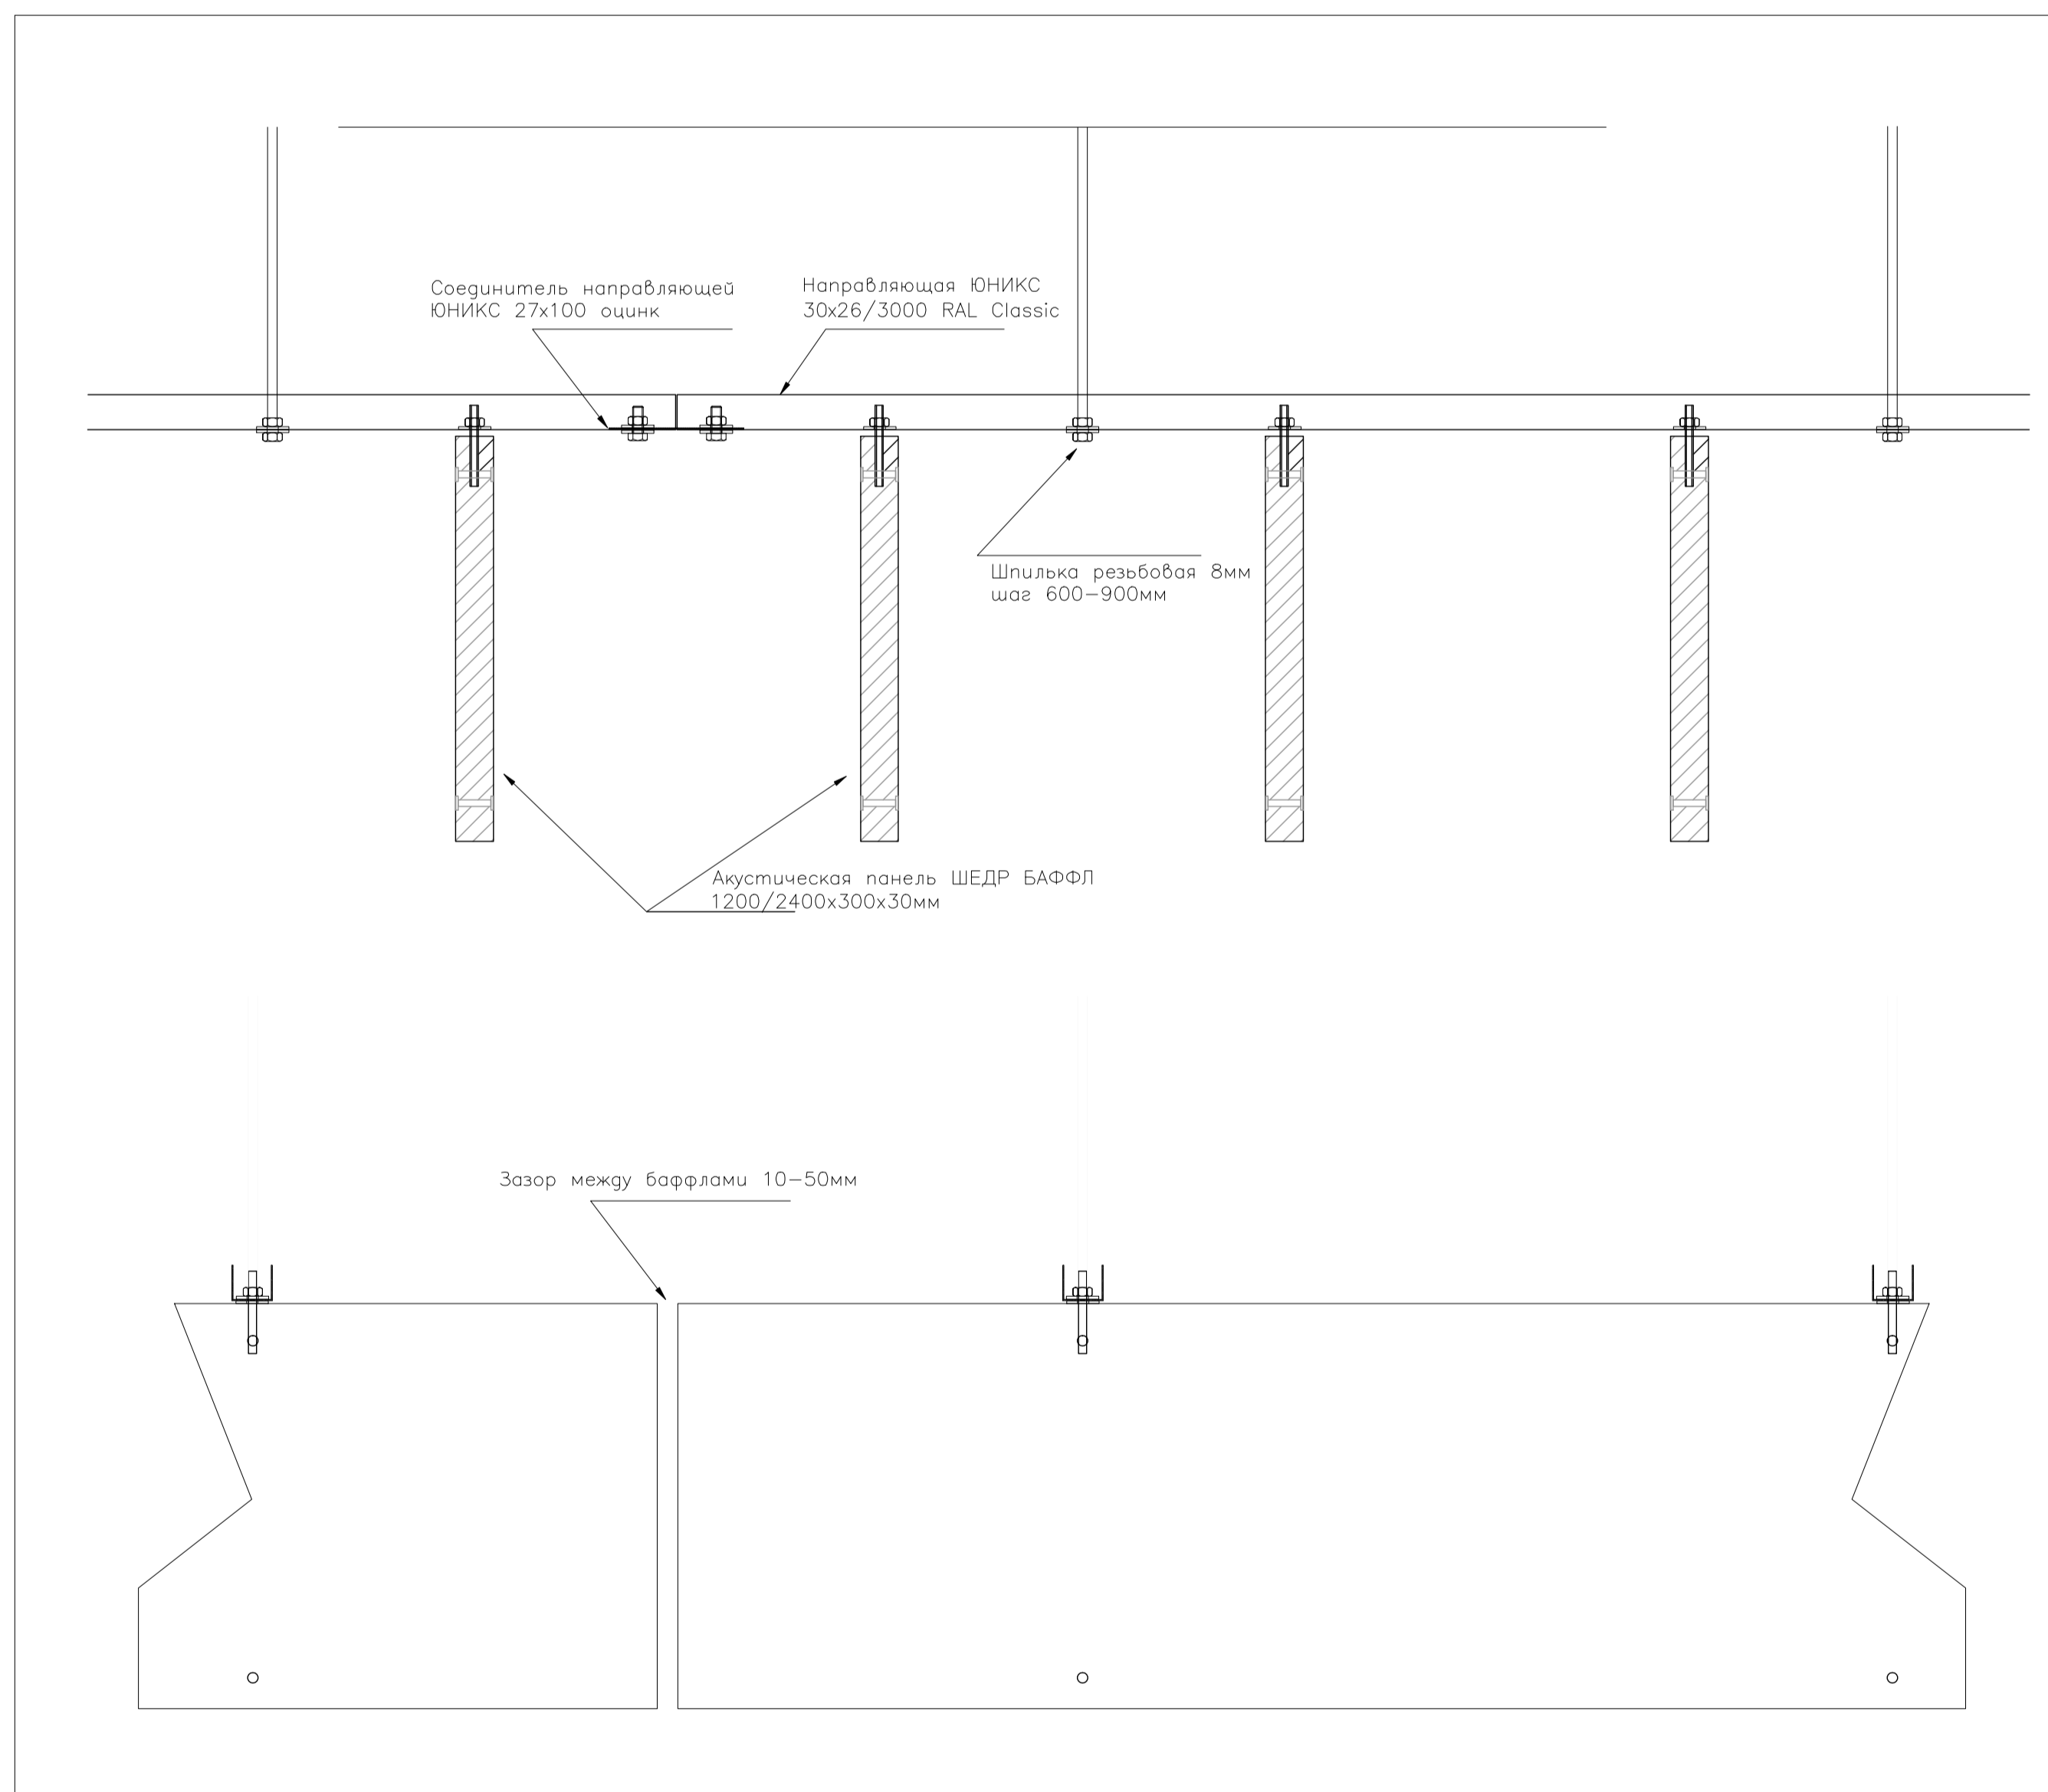 Соединитель направляющей
ЮНИКС 27х100 оцинк
Направляющая ЮНИКС
30х26/3000 RAL Classic
Шпилька резьбовая 8мм
шаг 600-900мм
Акустическая панель ШЕДР БАФФЛ
1200/2400х300х30мм
Зазор между баффлами 10-50мм